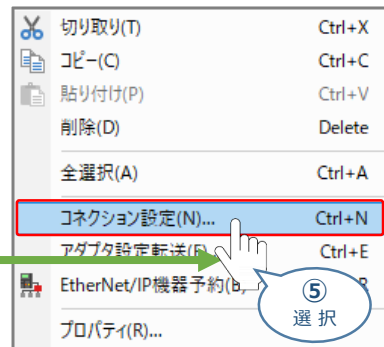 切り取り(T) Ctrl+X
コピー(C) Ctrl+C
貼り付け(P) Ctrl+V
削除(D) Delete
全選択(A) Ctrl+A
コネクション設定(N)... Ctrl+N
アダプタ設定転送(E) Ctrl+E
EtherNet/IP機器予約(B)
⑤
選 択
プロパティ(R)...